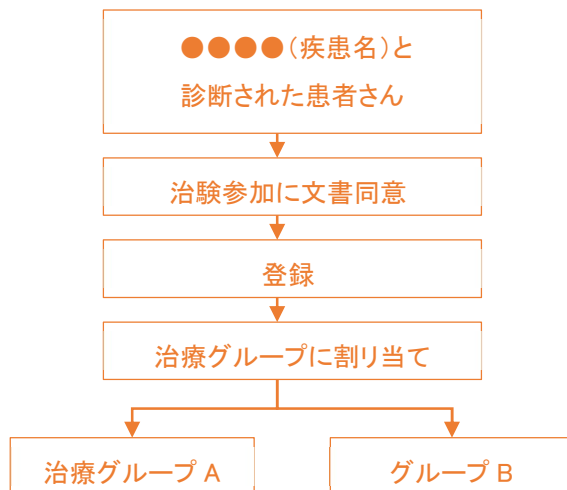 ●●●●(疾患名)と
診断された患者さん
治験参加に文書同意
登録
治療グループに割り当て
治療グループ A
グループ B